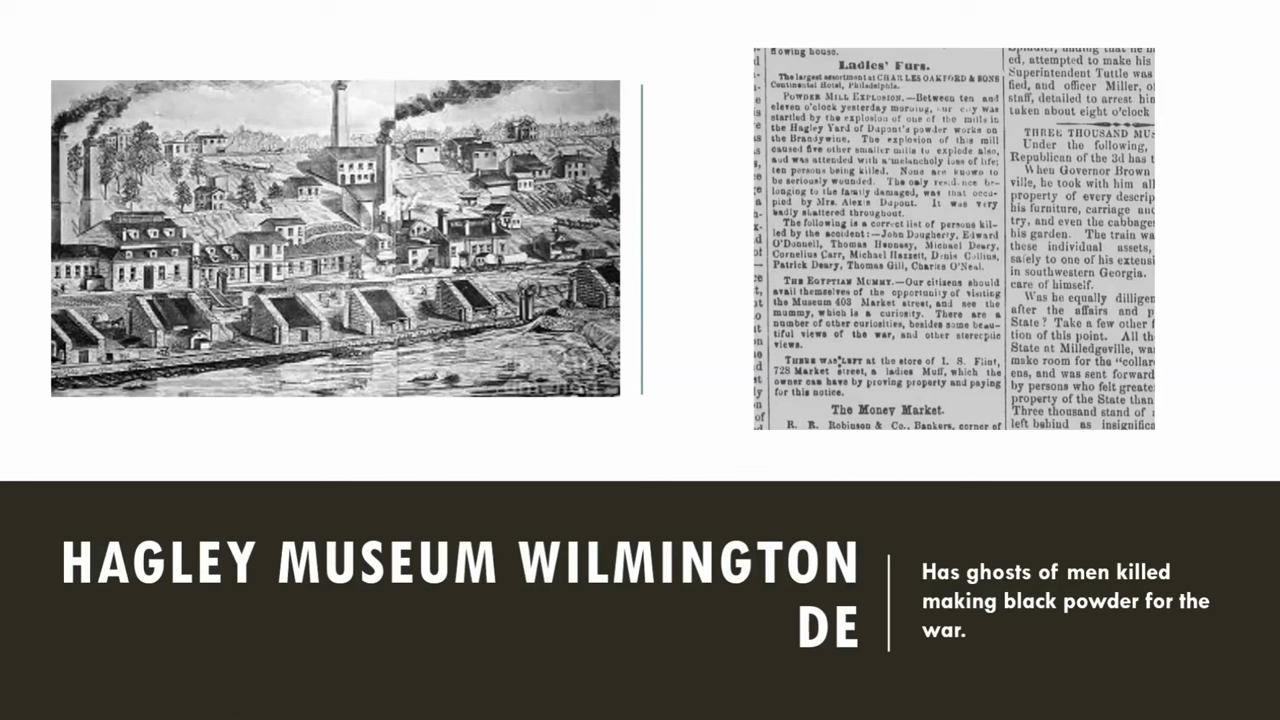 flowing house.
Ladies' Furs.
The largest assortment at CHARLES OAKFORD & SONS
Continental Hotel, Philadelphia.
POWDER MILL EXPLOSION.—Between ten and
eleven o'clock yesterday morning, our city was
startled by the explosion of one of the mills in
the Hagley Yard of Dupont's powder works on
the Brandywine. The explosion of this mill
caused five other smaller mills to explode also,
and was attended with a melancholy loss of life;
ten persons being killed. None are known to
be seriously wounded. The only residence be-
longing to the family damaged, was that occu-
pied by Mrs. Alexis Dupont. It was very
badly shattered throughout.
The following is a correct list of persons kil-
led by the accident:—John Dougherty, Edward
O'Donnell, Thomas Hennesy, Michael Deary,
Cornelius Carr, Michael Hazzett, Denis Collins,
Patrick Deary, Thomas Gill, Charles O'Neal.
THE EGYPTIAN MUMMY.—Our citizens should
avail themselves of the opportunity of visiting
the Museum 403 Market street, and see the
mummy, which is a curiosity. There are a
number of other curiosities, besides some beau-
tiful views of the war, and other stereoptic
views.
THERE WAS LEFT at the store of I. S. Flint,
728 Market street, a ladies Muff, which the
owner can have by proving property and paying
for this notice.
The Money Market.
R. R. Robinson & Co., Bankers, corner of
ed, attempted to make his
Superintendent Tuttle was
fied, and officer Miller, o
staff, detailed to arrest him
taken about eight o'clock
THREE THOUSAND MUS
Under the following,
Republican of the 3d has t
When Governor Brown
ville, he took with him all
property of every descrip
his furniture, carriage and
try, and even the cabbages
his garden. The train wa
these individual assets,
safely to one of his extensi
in southwestern Georgia.
care of himself.
Was he equally diligen
after the affairs and p
State? Take a few other f
tion of this point. All th
State at Milledgeville, wa
make room for the "collar
ens, and was sent forward
by persons who felt greate
property of the State than
Three thousand stand of
left behind as insignifica
HAGLEY MUSEUM WILMINGTON
DE
Has ghosts of men killed
making black powder for the
war.